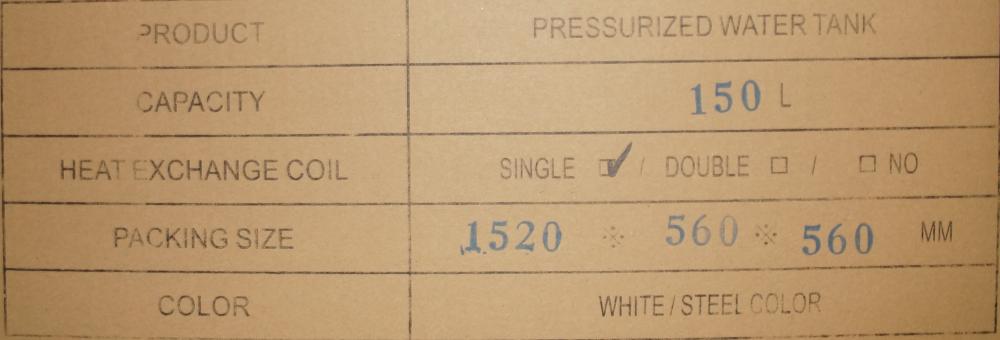 PRODUCT PRESSURIZED WATER TANK
CAPACITY 150 L
HEAT EXCHANGE COIL SINGLE ☑ / DOUBLE □ / □ NO
PACKING SIZE 1520 ※ 560 ※ 560 MM
COLOR WHITE / STEEL COLOR